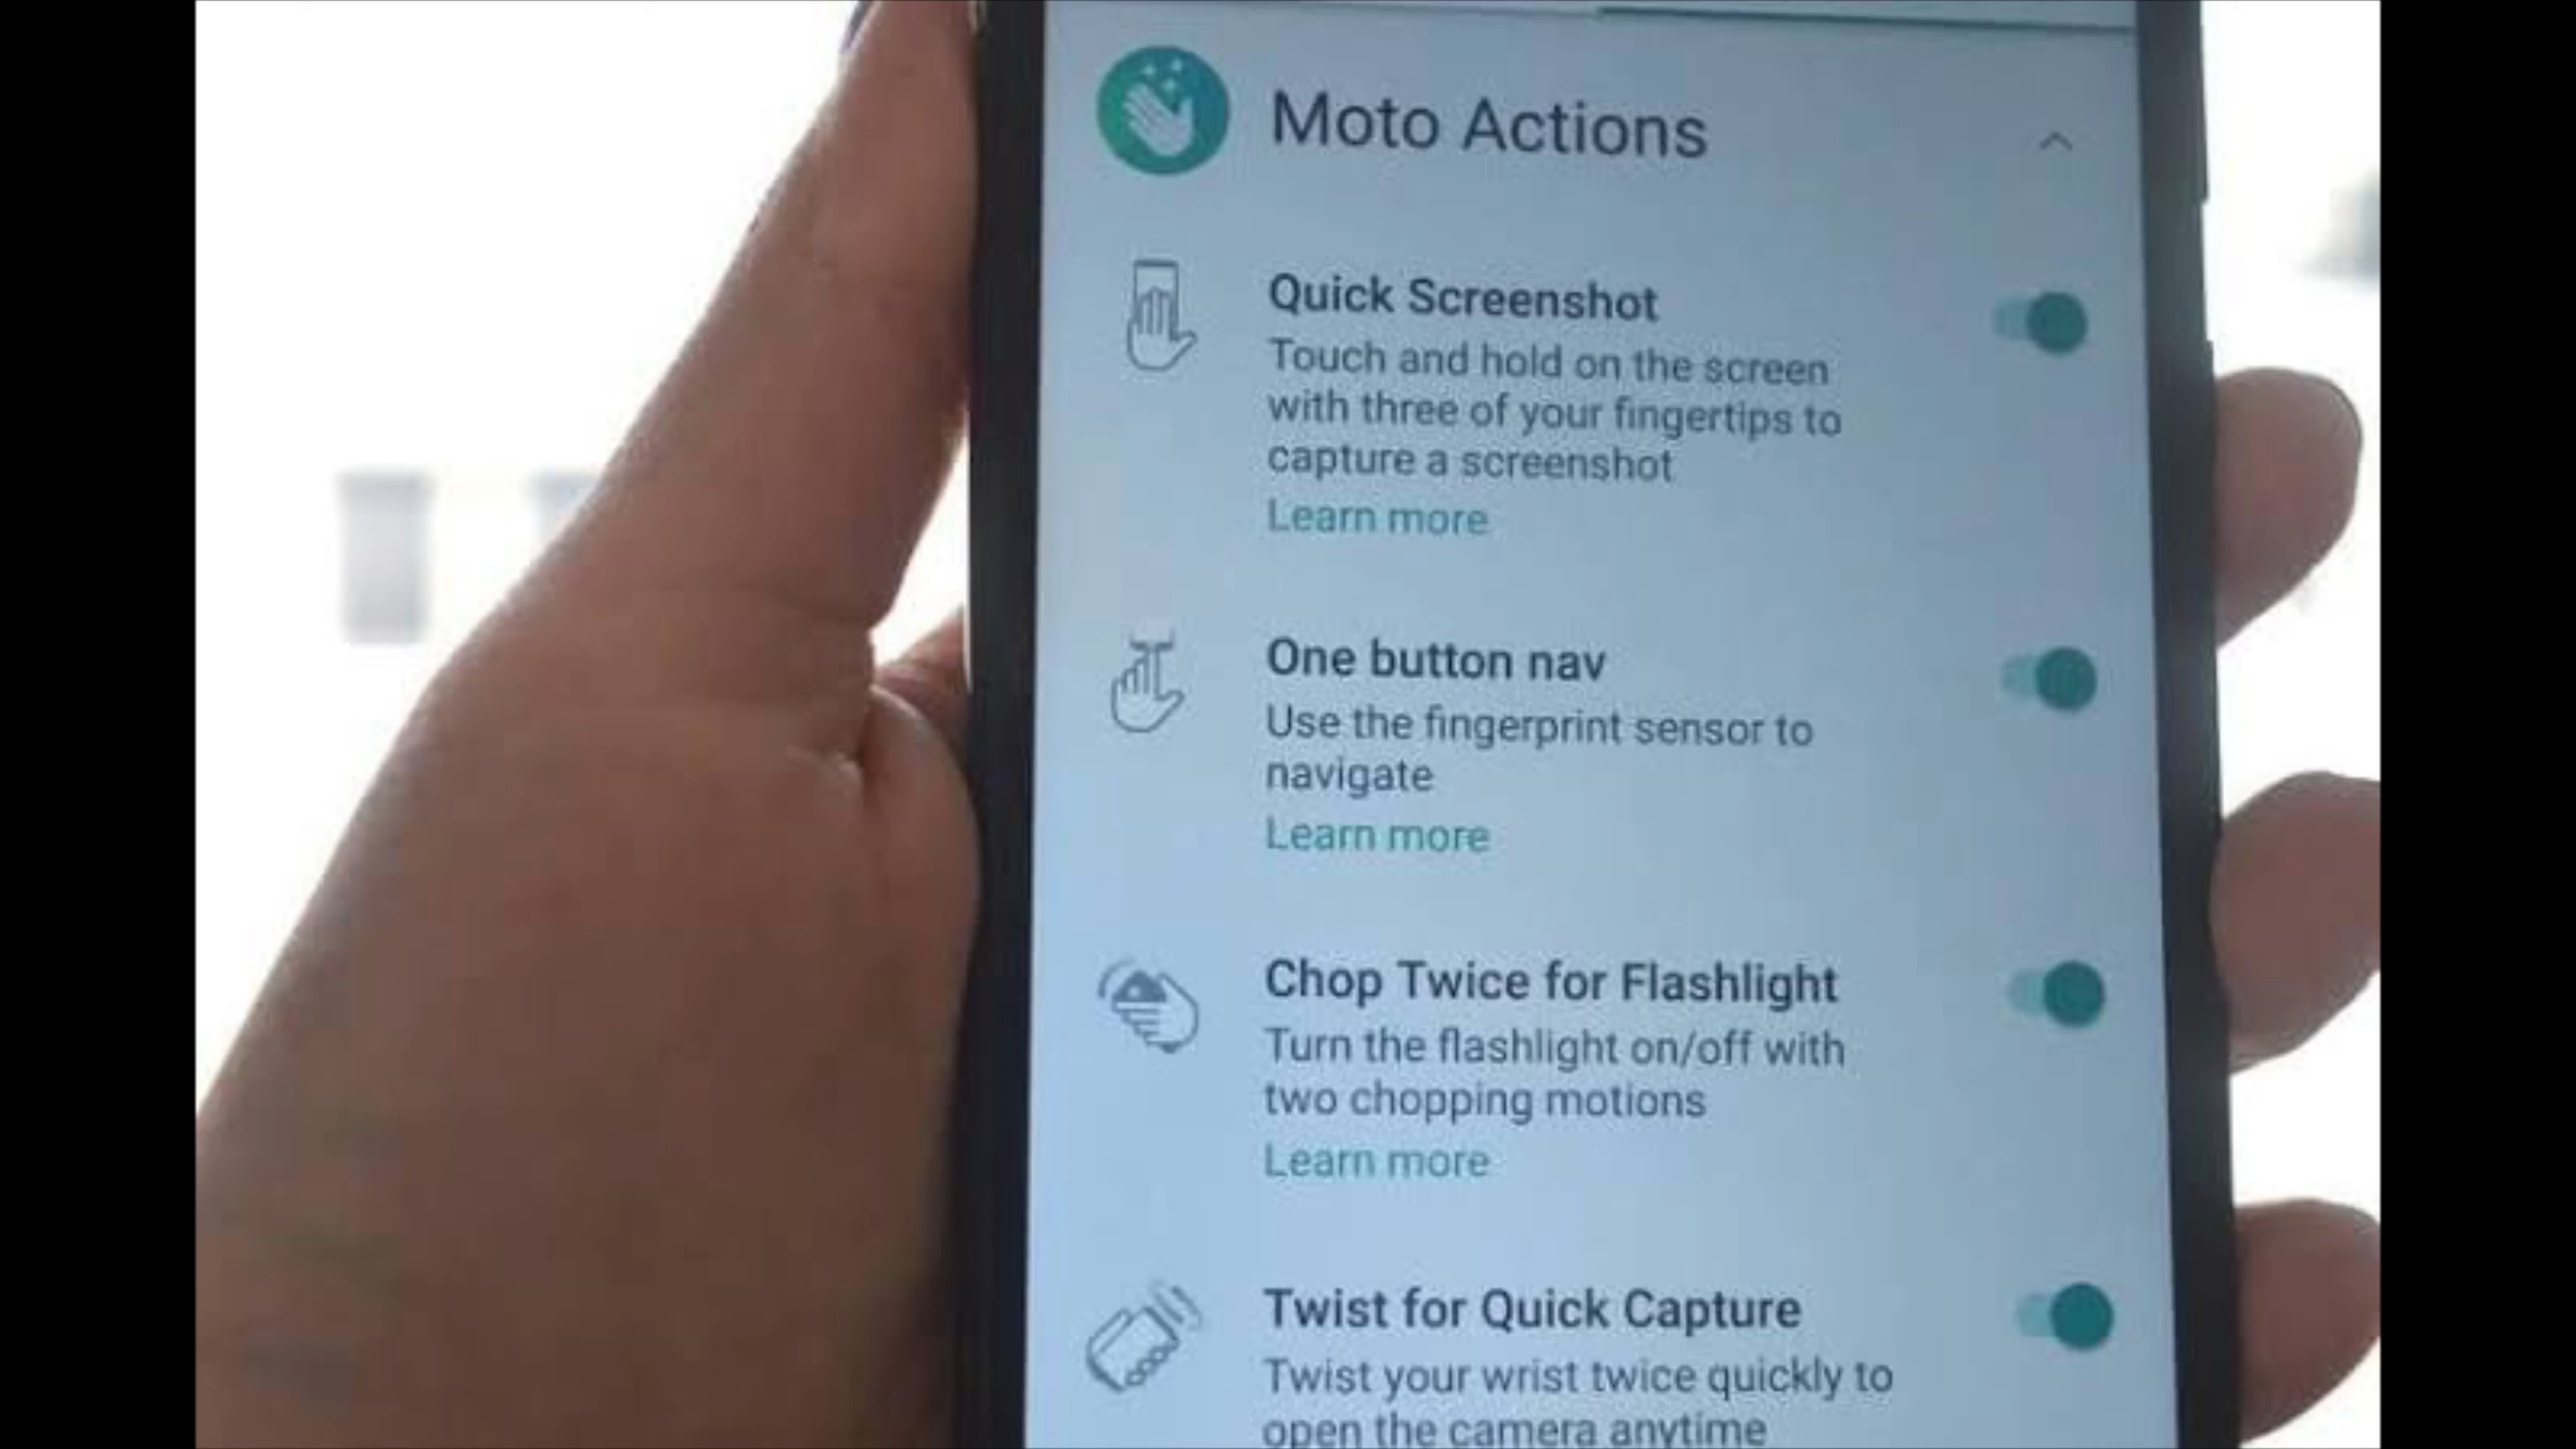 Moto Actions
Quick Screenshot
Touch and hold on the screen
with three of your fingertips to
capture a screenshot
Learn more
One button nav
Use the fingerprint sensor to
navigate
Learn more
Chop Twice for Flashlight
Turn the flashlight on/off with
two chopping motions
Learn more
Twist for Quick Capture
Twist your wrist twice quickly to
open the camera anytime